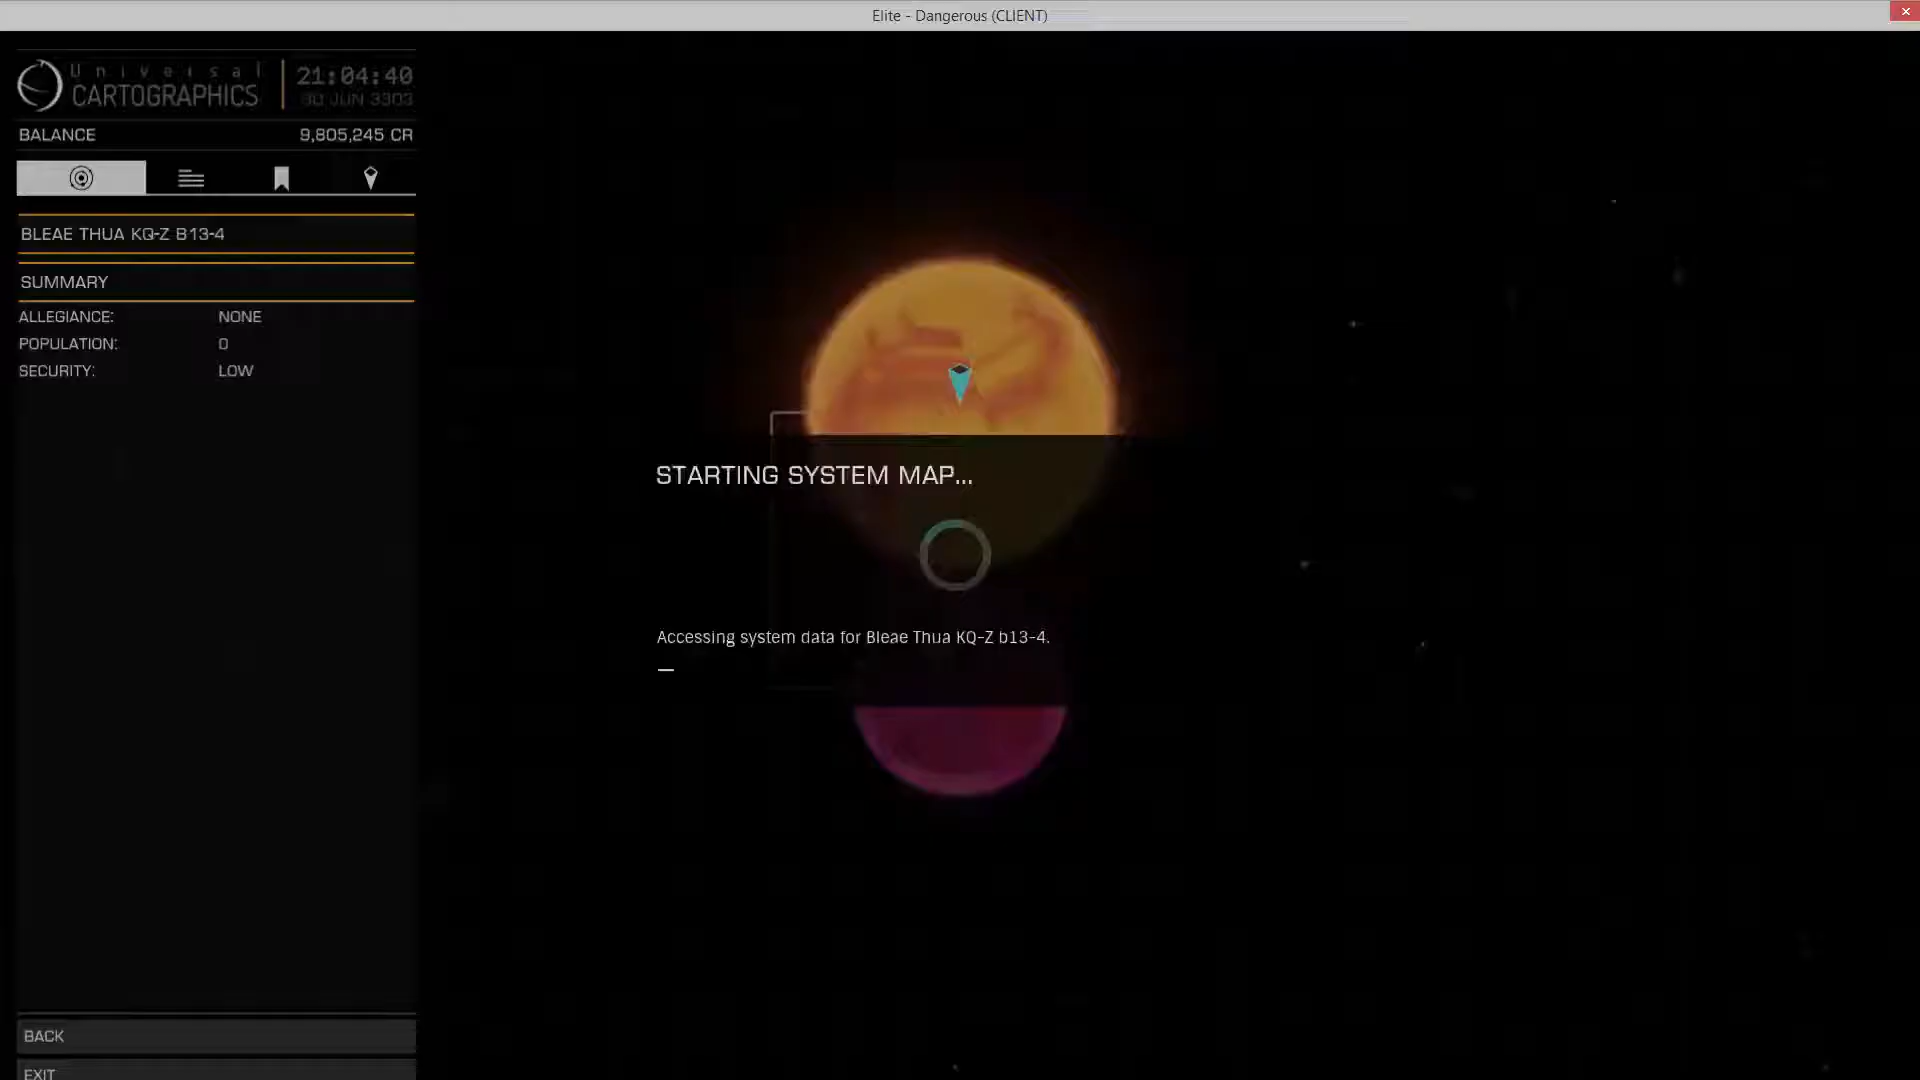 Elite - Dangerous (CLIENT)
Universal
CARTOGRAPHICS
21:04:40
30 JUN 3303
BALANCE 9,805,245 CR
BLEAE THUA KQ-Z B13-4
SUMMARY
ALLEGIANCE: NONE
POPULATION: 0
SECURITY: LOW
STARTING SYSTEM MAP...
Accessing system data for Bleae Thua KQ-Z b13-4.
BACK
EXIT